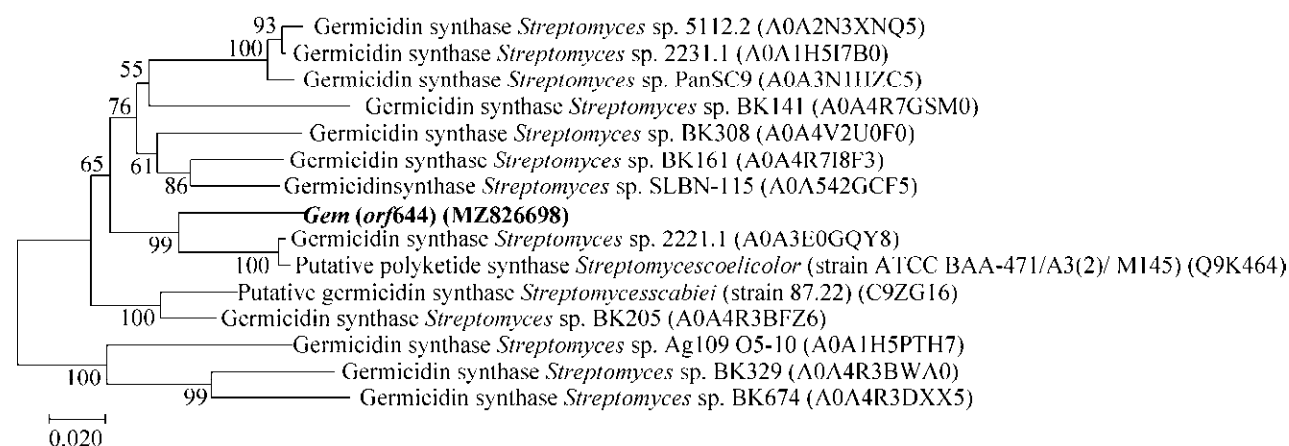 93 Germicidin synthase Streptomyces sp. 5112.2 (A0A2N3XNQ5)
100 Germicidin synthase Streptomyces sp. 2231.1 (A0A1H5I7B0)
55 Germicidin synthase Streptomyces sp. PanSC9 (A0A3N1HZC5)
76 Germicidin synthase Streptomyces sp. BK141 (A0A4R7GSM0)
Germicidin synthase Streptomyces sp. BK308 (A0A4V2U0F0)
65 61 Germicidin synthase Streptomyces sp. BK161 (A0A4R7I8F3)
86 Germicidinsynthase Streptomyces sp. SLBN-115 (A0A542GCF5)
Gem (orf644) (MZ826698)
99 Germicidin synthase Streptomyces sp. 2221.1 (A0A3E0GQY8)
100 Putative polyketide synthase Streptomycescoelicolor (strain ATCC BAA-471/A3(2)/ M145) (Q9K464)
Putative germicidin synthase Streptomycesscabiei (strain 87.22) (C9ZG16)
100 Germicidin synthase Streptomyces sp. BK205 (A0A4R3BFZ6)
Germicidin synthase Streptomyces sp. Ag109 O5-10 (A0A1H5PTH7)
100 Germicidin synthase Streptomyces sp. BK329 (A0A4R3BWA0)
99 Germicidin synthase Streptomyces sp. BK674 (A0A4R3DXX5)
0.020